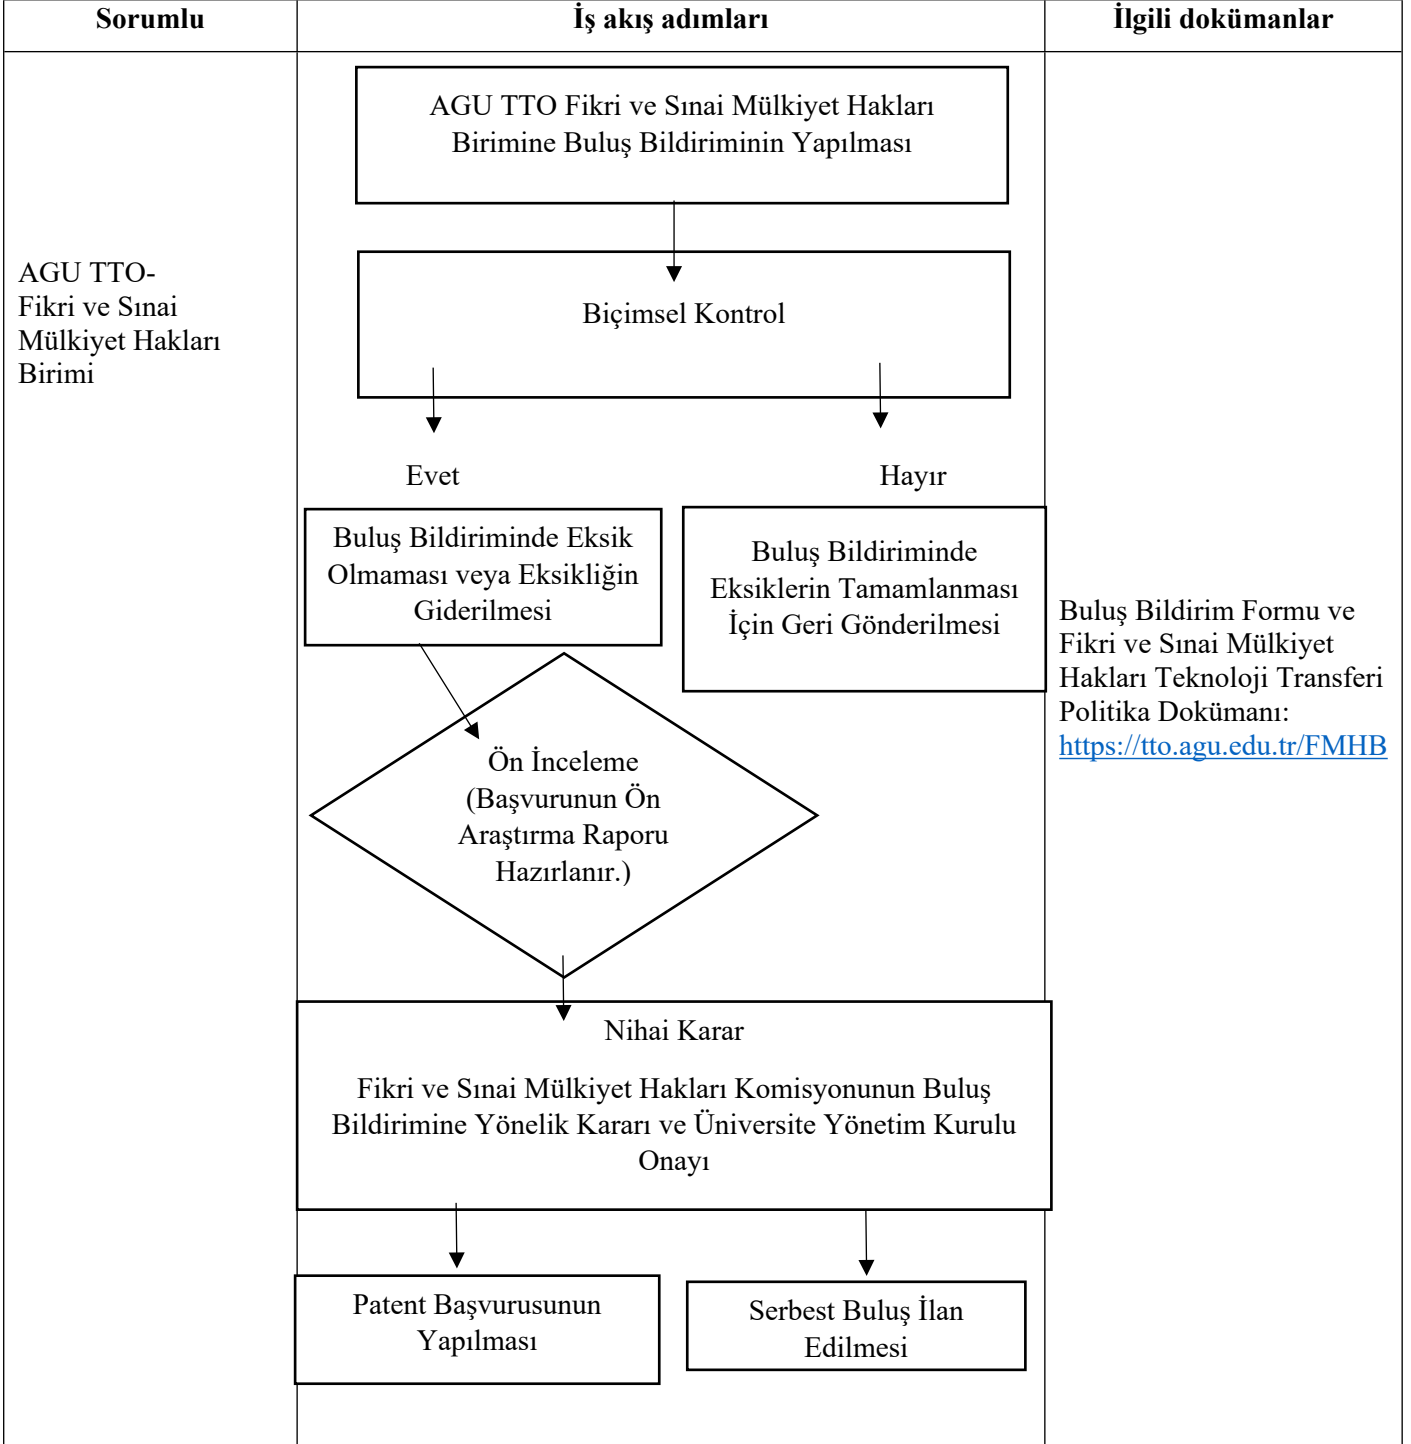 Sorumlu
İş akış adımları
İlgili dokümanlar
AGU TTO Fikri ve Sınai Mülkiyet Hakları
Birimine Buluş Bildiriminin Yapılması
AGU TTO-
Fikri ve Sınai
Mülkiyet Hakları
Birimi
Biçimsel Kontrol
Evet
Hayır
Buluş Bildiriminde Eksik
Olmaması veya Eksikliğin
Giderilmesi
Buluş Bildiriminde
Eksiklerin Tamamlanması
İçin Geri Gönderilmesi
Buluş Bildirim Formu ve
Fikri ve Sınai Mülkiyet
Hakları Teknoloji Transferi
Politika Dokümanı:
https://tto.agu.edu.tr/FMHB
Ön İnceleme
(Başvurunun Ön
Araştırma Raporu
Hazırlanır.)
Nihai Karar
Fikri ve Sınai Mülkiyet Hakları Komisyonunun Buluş
Bildirimine Yönelik Kararı ve Üniversite Yönetim Kurulu
Onayı
Patent Başvurusunun
Yapılması
Serbest Buluş İlan
Edilmesi